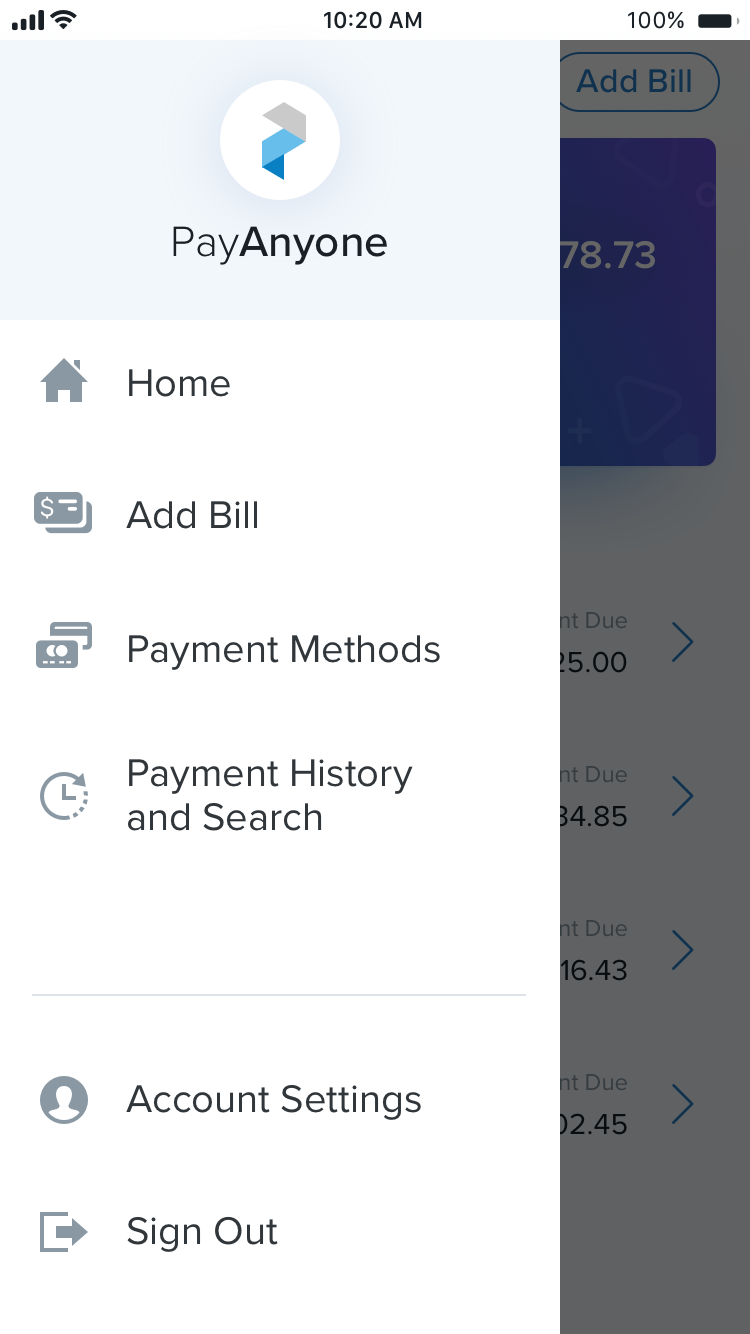 10:20 AM
100%
Add Bill
PayAnyone
78.73
Home
$
Add Bill
nt Due
Payment Methods
25.00
Payment History
and Search
nt Due
34.85
nt Due
16.43
Account Settings
nt Due
02.45
Sign Out